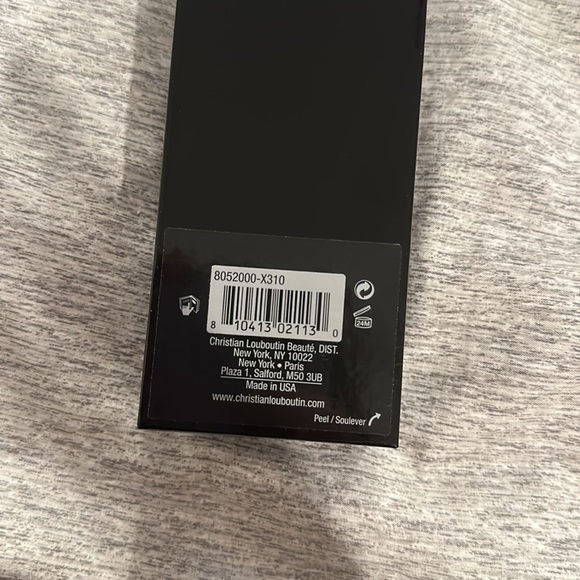 8052000-X310
8 10413 02113 0
Christian Louboutin Beauté, DIST.
New York, NY 10022
New York • Paris
Plaza 1, Salford, M50 3UB
Made in USA
www.christianlouboutin.com
24M
Peel / Soulever